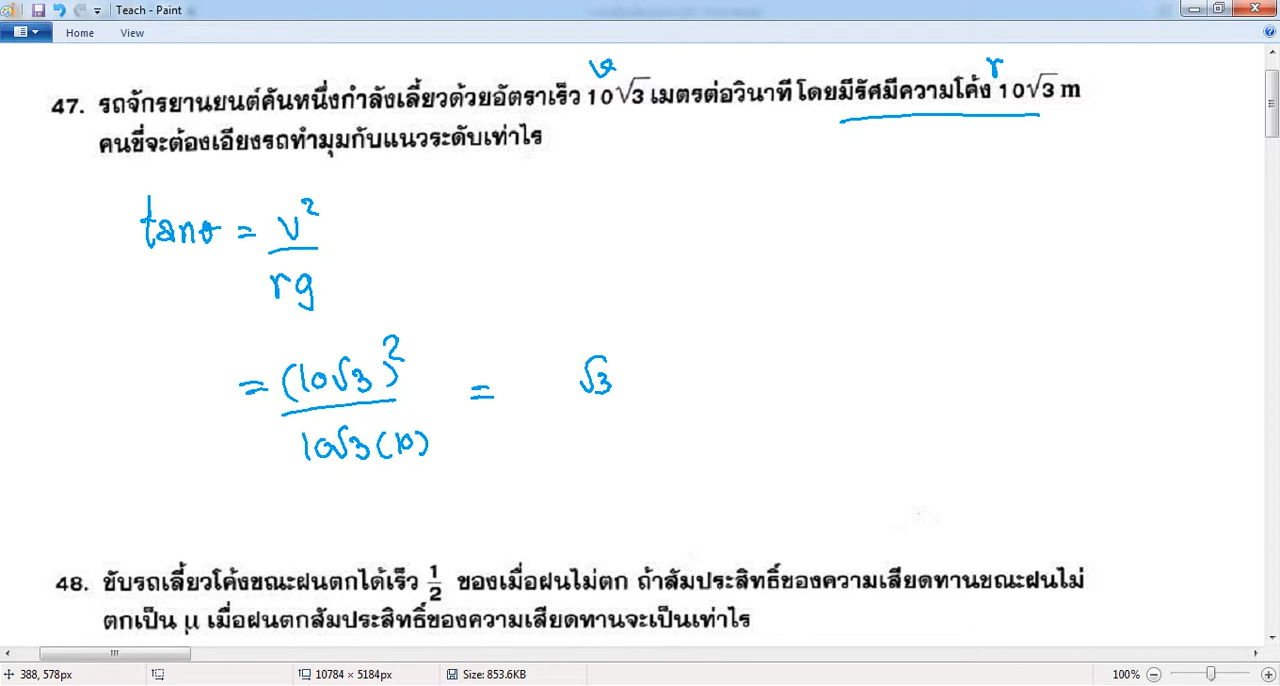 Teach - Paint
Home View
v r
47. รถจักรยานยนต์คันหนึ่งกำลังเลี้ยวด้วยอัตราเร็ว 10√3 เมตรต่อวินาที โดยมีรัศมีความโค้ง 10√3 m
คนขี่จะต้องเอียงรถทำมุมกับแนวระดับเท่าไร
tanθ = v²
rg
= (10√3)² = √3
10√3(10)
48. ขับรถเลี้ยวโค้งขณะฝนตกได้เร็ว 1/2 ของเมื่อฝนไม่ตก ถ้าสัมประสิทธิ์ของความเสียดทานขณะฝนไม่
ตกเป็น μ เมื่อฝนตกสัมประสิทธิ์ของความเสียดทานจะเป็นเท่าไร
388, 578px 10784 × 5184px Size: 853.6KB 100%